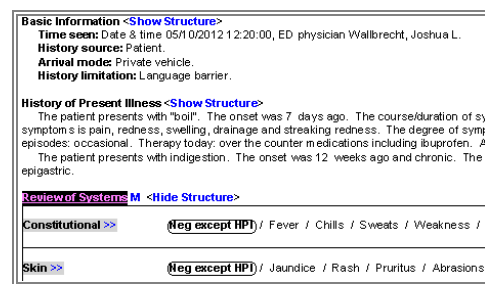 Basic Information <Show Structure>
Time seen: Date & time 05/10/2012 12:20:00, ED physician Wallbrecht, Joshua L.
History source: Patient.
Arrival mode: Private vehicle.
History limitation: Language barrier.
History of Present Illness <Show Structure>
The patient presents with "boil". The onset was 7 days ago. The course/duration of sy
symptoms is pain, redness, swelling, drainage and streaking redness. The degree of symp
episodes: occasional. Therapy today: over the counter medications including ibuprofen. A
The patient presents with indigestion. The onset was 12 weeks ago and chronic. The
epigastric.
Review of Systems M <Hide Structure>
Constitutional >> Neg except HPI / Fever / Chills / Sweats / Weakness /
Skin >> Neg except HPI / Jaundice / Rash / Pruritus / Abrasions